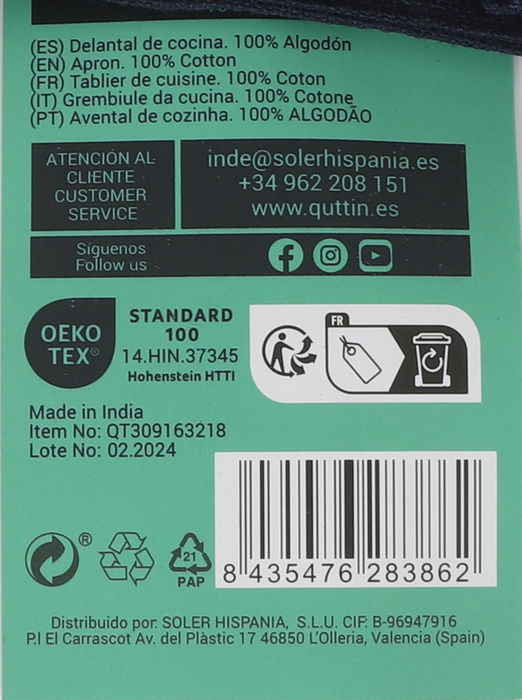 (ES) Delantal de cocina. 100% Algodón
(EN) Apron. 100% Cotton
(FR) Tablier de cuisine. 100% Coton
(IT) Grembiule da cucina. 100% Cotone
(PT) Avental de cozinha. 100% ALGODÃO
ATENCIÓN AL
CLIENTE
CUSTOMER
SERVICE
inde@solerhispania.es
+34 962 208 151
www.quttin.es
Síguenos
Follow us
OEKO
TEX®
STANDARD
100
14.HIN.37345
Hohenstein HTTI
FR
Made in India
Item No: QT309163218
Lote No: 02.2024
®
21
PAP
8 435476 283862
Distribuido por: SOLER HISPANIA, S.L.U. CIF: B-96947916
P.I El Carrascot Av. del Plàstic 17 46850 L'Olleria, Valencia (Spain)